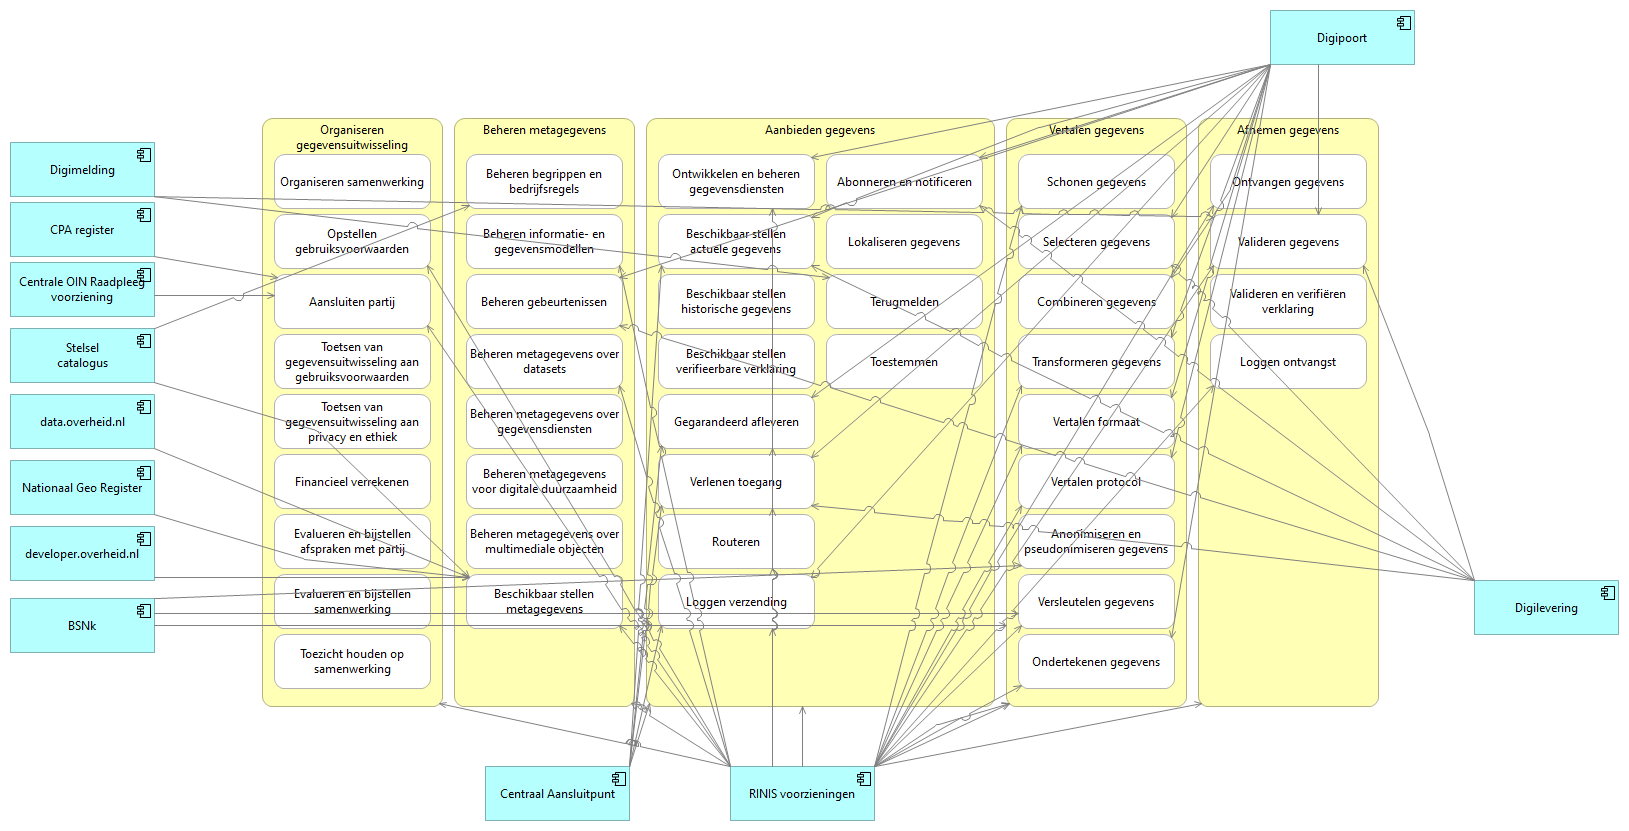 Digipoort
Organiseren
gegevensuitwisseling
Organiseren samenwerking
Opstellen
gebruiksvoorwaarden
Aansluiten partij
Toetsen van
gegevensuitwisseling aan
gebruiksvoorwaarden
Toetsen van
gegevensuitwisseling aan
privacy en ethiek
Financieel verrekenen
Evalueren en bijstellen
afspraken met partij
Evalueren en bijstellen
samenwerking
Toezicht houden op
samenwerking
Beheren metagegevens
Beheren begrippen en
bedrijfsregels
Beheren informatie- en
gegevensmodellen
Beheren gebeurtenissen
Beheren metagegevens over
datasets
Beheren metagegevens over
gegevensdiensten
Beheren metagegevens
voor digitale duurzaamheid
Beheren metagegevens over
multimediale objecten
Beschikbaar stellen
metagegevens
Aanbieden gegevens
Ontwikkelen en beheren
gegevensdiensten
Beschikbaar stellen
actuele gegevens
Beschikbaar stellen
historische gegevens
Beschikbaar stellen
verifieerbare verklaring
Gegarandeerd afleveren
Verlenen toegang
Routeren
Loggen verzending
Abonneren en notificeren
Lokaliseren gegevens
Terugmelden
Toestemmen
Vertalen gegevens
Schonen gegevens
Selecteren gegevens
Combineren gegevens
Transformeren gegevens
Vertalen formaat
Vertalen protocol
Anonimiseren en
pseudonimiseren gegevens
Versleutelen gegevens
Ondertekenen gegevens
Afnemen gegevens
Ontvangen gegevens
Valideren gegevens
Valideren en verifiëren
verklaring
Loggen ontvangst
Digimelding
CPA register
Centrale OIN Raadpleeg
voorziening
Stelsel
catalogus
data.overheid.nl
Nationaal Geo Register
developer.overheid.nl
BSNk
Digilevering
Centraal Aansluitpunt
RINIS voorzieningen